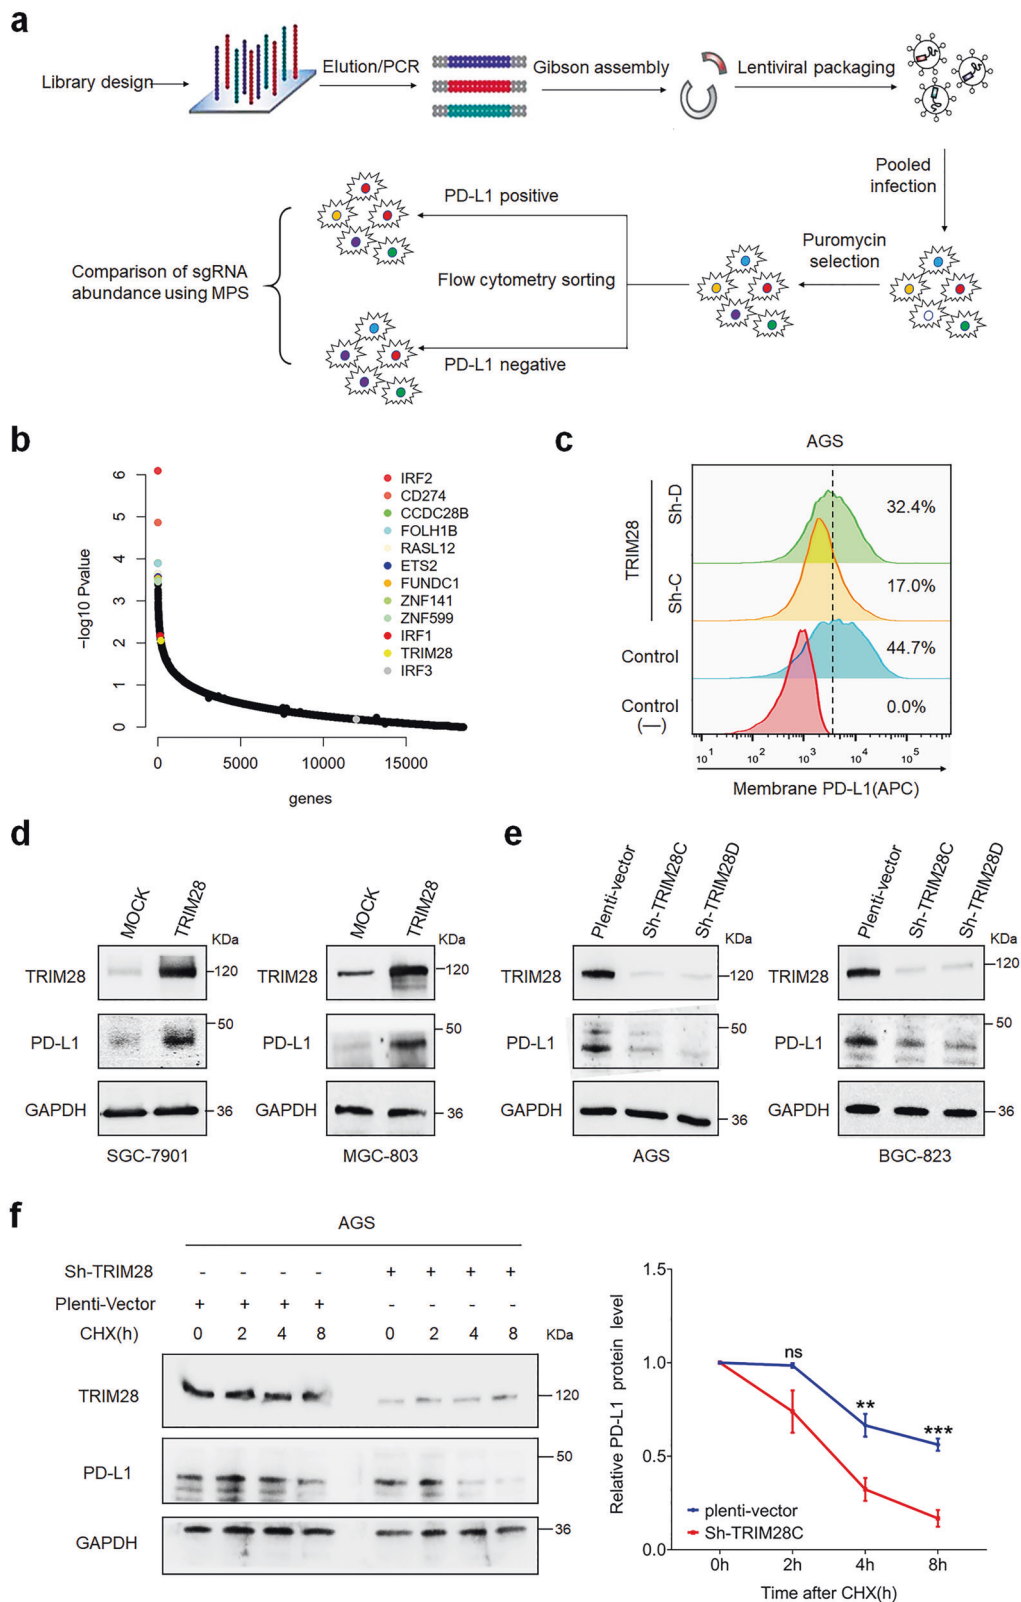 a
Library design
Elution/PCR
Gibson assembly
Lentiviral packaging
Pooled
infection
Puromycin
selection
PD-L1 positive
Flow cytometry sorting
PD-L1 negative
Comparison of sgRNA
abundance using MPS
b
−log10 Pvalue
6
5
4
3
2
1
0
0
5000
10000
15000
genes
IRF2
CD274
CCDC28B
FOLH1B
RASL12
ETS2
FUNDC1
ZNF141
ZNF599
IRF1
TRIM28
IRF3
c
AGS
TRIM28
Sh-D
Sh-C
Control
Control
(—)
32.4%
17.0%
44.7%
0.0%
10¹ 10² 10³ 10⁴ 10⁵
Membrane PD-L1(APC)
d
MOCK TRIM28
KDa
TRIM28 120
PD-L1 50
GAPDH 36
SGC-7901
MOCK TRIM28
KDa
TRIM28 120
PD-L1 50
GAPDH 36
MGC-803
e
Plenti-vector Sh-TRIM28C Sh-TRIM28D
KDa
TRIM28 120
PD-L1 50
GAPDH 36
AGS
Plenti-vector Sh-TRIM28C Sh-TRIM28D
KDa
TRIM28 120
PD-L1 50
GAPDH 36
BGC-823
f
AGS
Sh-TRIM28 - - - - + + + +
Plenti-Vector + + + + - - - -
CHX(h) 0 2 4 8 0 2 4 8 KDa
TRIM28 120
PD-L1 50
GAPDH 36
Relative PD-L1 protein level
1.5
1.0
0.5
0.0
ns
**
***
plenti-vector
Sh-TRIM28C
0h 2h 4h 8h
Time after CHX(h)